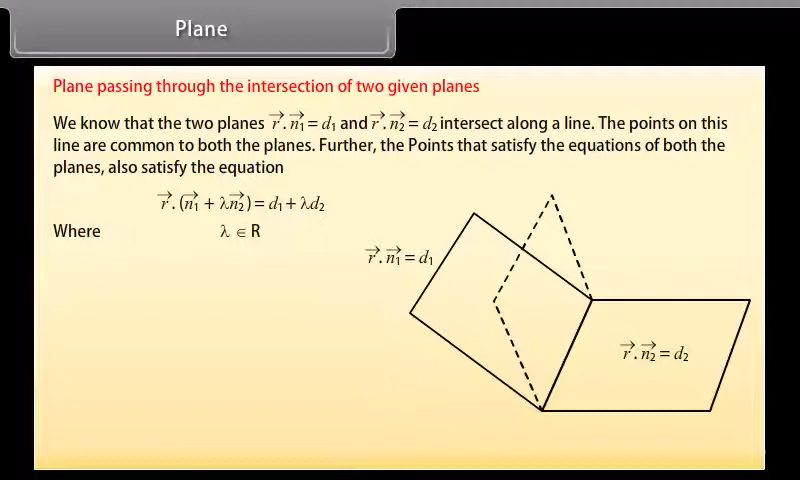 Plane
Plane passing through the intersection of two given planes
We know that the two planes r⃗ . n⃗₁ = d₁ and r⃗ . n⃗₂ = d₂ intersect along a line. The points on this
line are common to both the planes. Further, the Points that satisfy the equations of both the
planes, also satisfy the equation
r⃗ . (n⃗₁ + λn⃗₂) = d₁ + λd₂
Where λ ∈ R
r⃗ . n⃗₁ = d₁
r⃗ . n⃗₂ = d₂